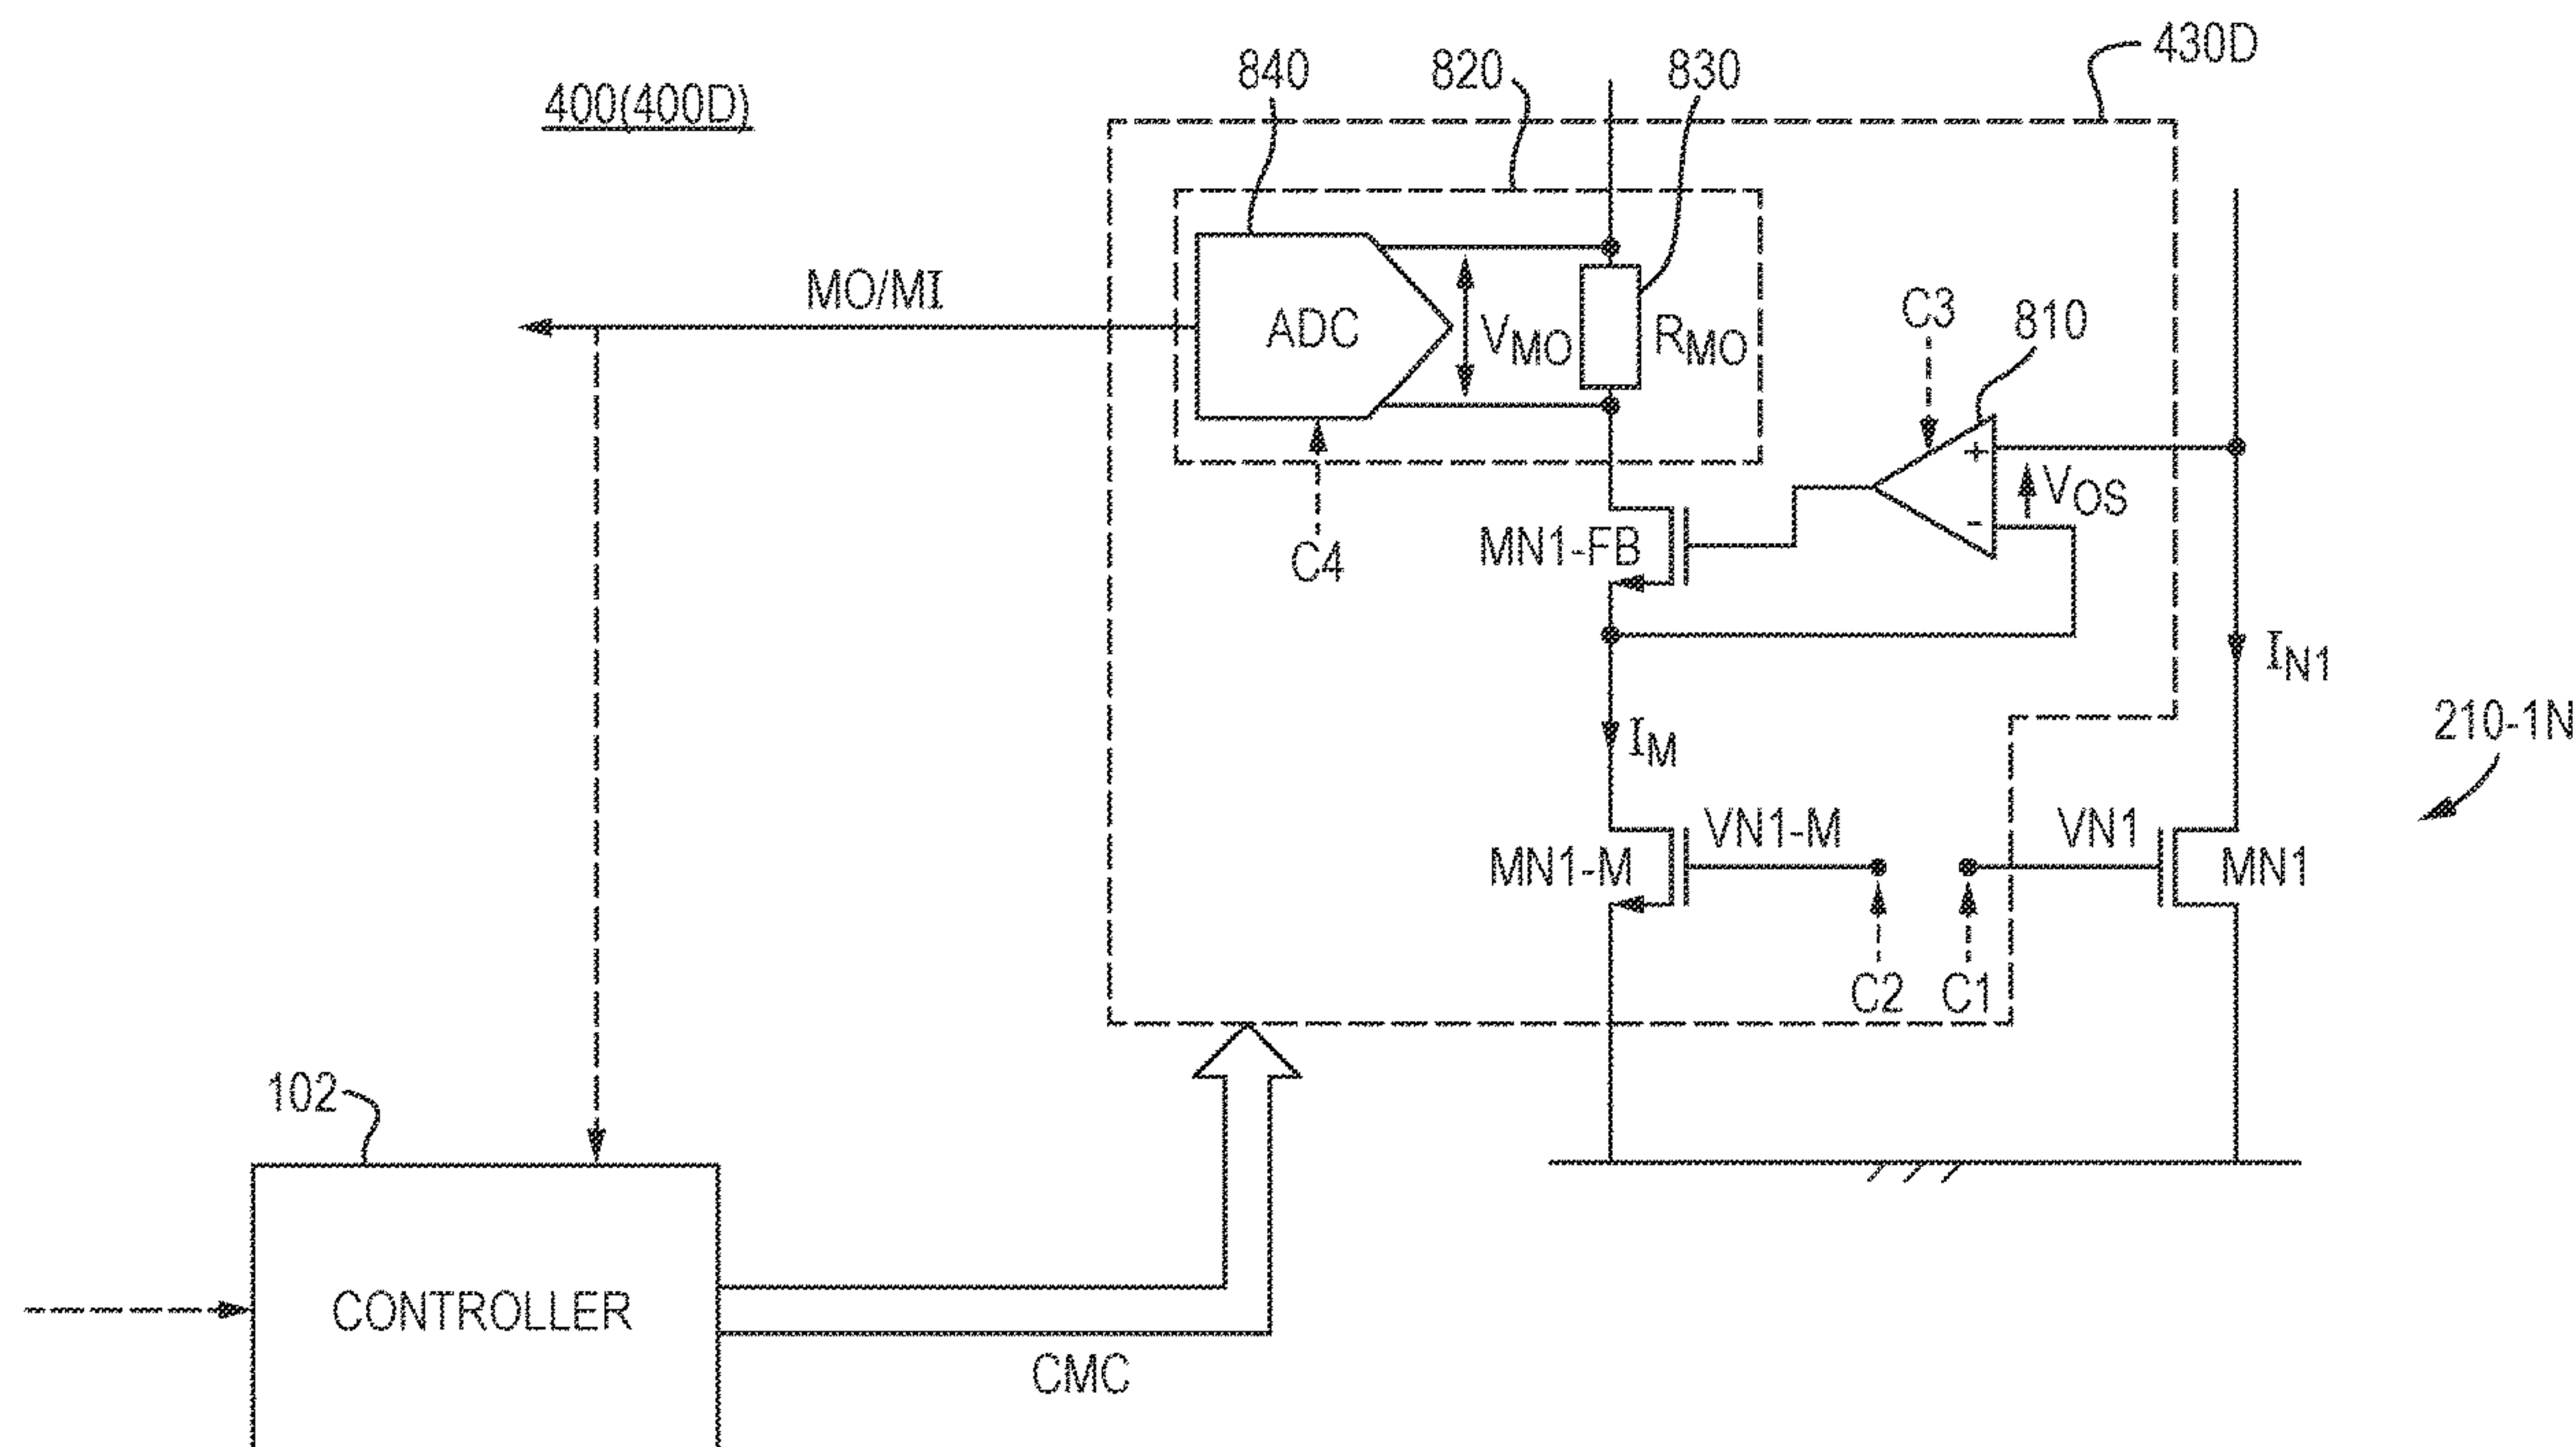 430D
840
820
830
400(400D)
MO/MI
ADC
VMO
RMO
C3
810
+
-
VOS
C4
MN1-FB
IN1
IM
210-1N
VN1-M
VN1
MN1-M
MN1
C2
C1
102
CONTROLLER
CMC